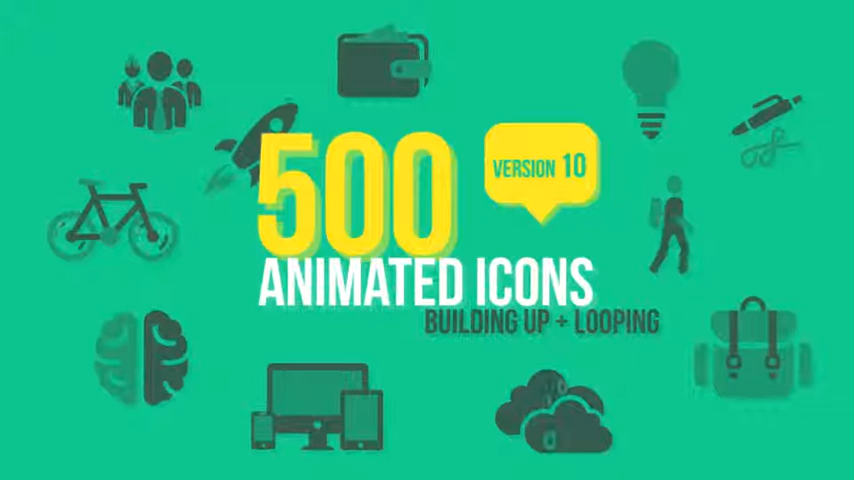 500
VERSION 10
ANIMATED ICONS
BUILDING UP + LOOPING